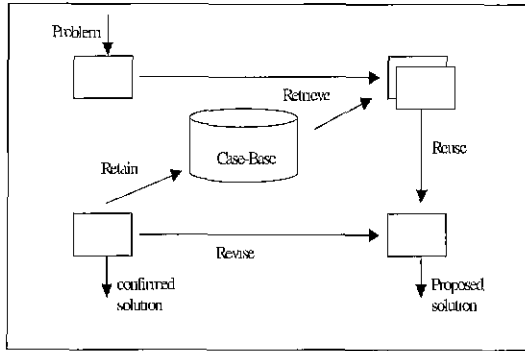 Problem
Retrieve
Case-Base
Reuse
Retain
Revise
confirmed
solution
Proposed
solution